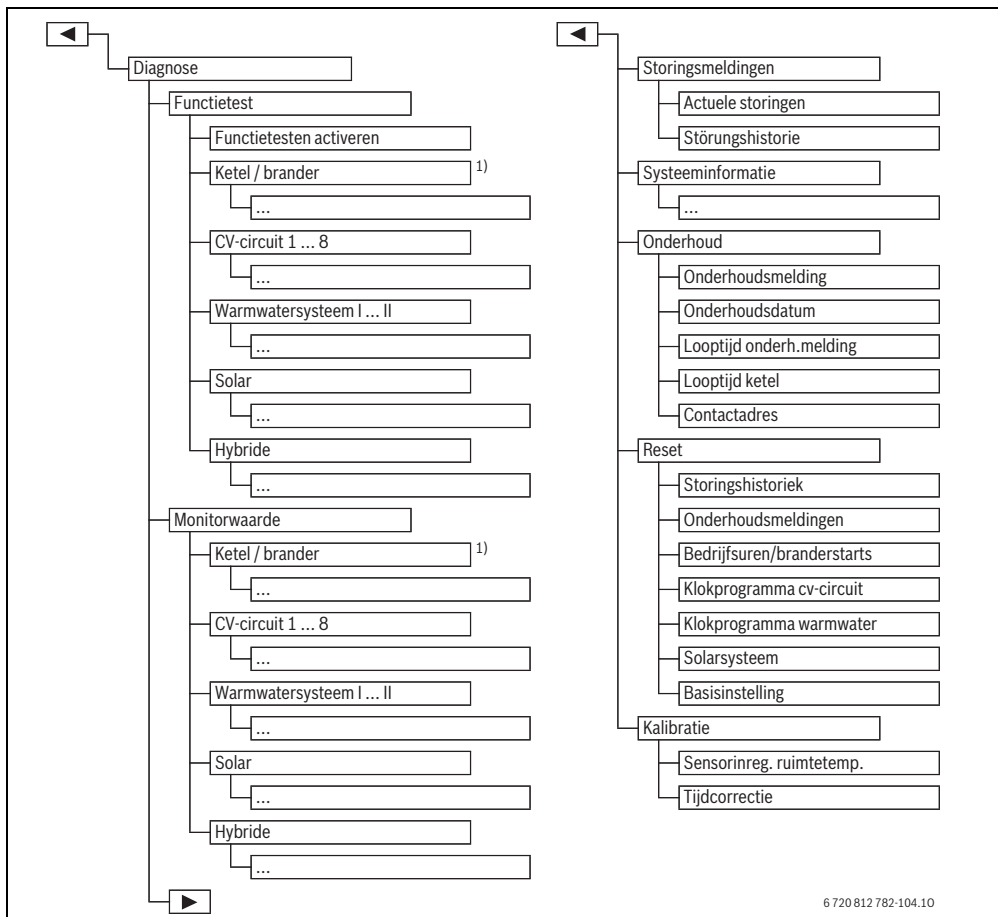 Diagnose
Functietest
Functietesten activeren
Ketel / brander 1)
...
CV-circuit 1 ... 8
...
Warmwatersysteem I ... II
...
Solar
...
Hybride
...
Monitorwaarde
Ketel / brander 1)
...
CV-circuit 1 ... 8
...
Warmwatersysteem I ... II
...
Solar
...
Hybride
...
Storingsmeldingen
Actuele storingen
Störungshistorie
Systeeminformatie
...
Onderhoud
Onderhoudsmelding
Onderhoudsdatum
Looptijd onderh.melding
Looptijd ketel
Contactadres
Reset
Storingshistoriek
Onderhoudsmeldingen
Bedrijfsuren/branderstarts
Klokprogramma cv-circuit
Klokprogramma warmwater
Solarsysteem
Basisinstelling
Kalibratie
Sensorinreg. ruimtetemp.
Tijdcorrectie
6 720 812 782-104.1O